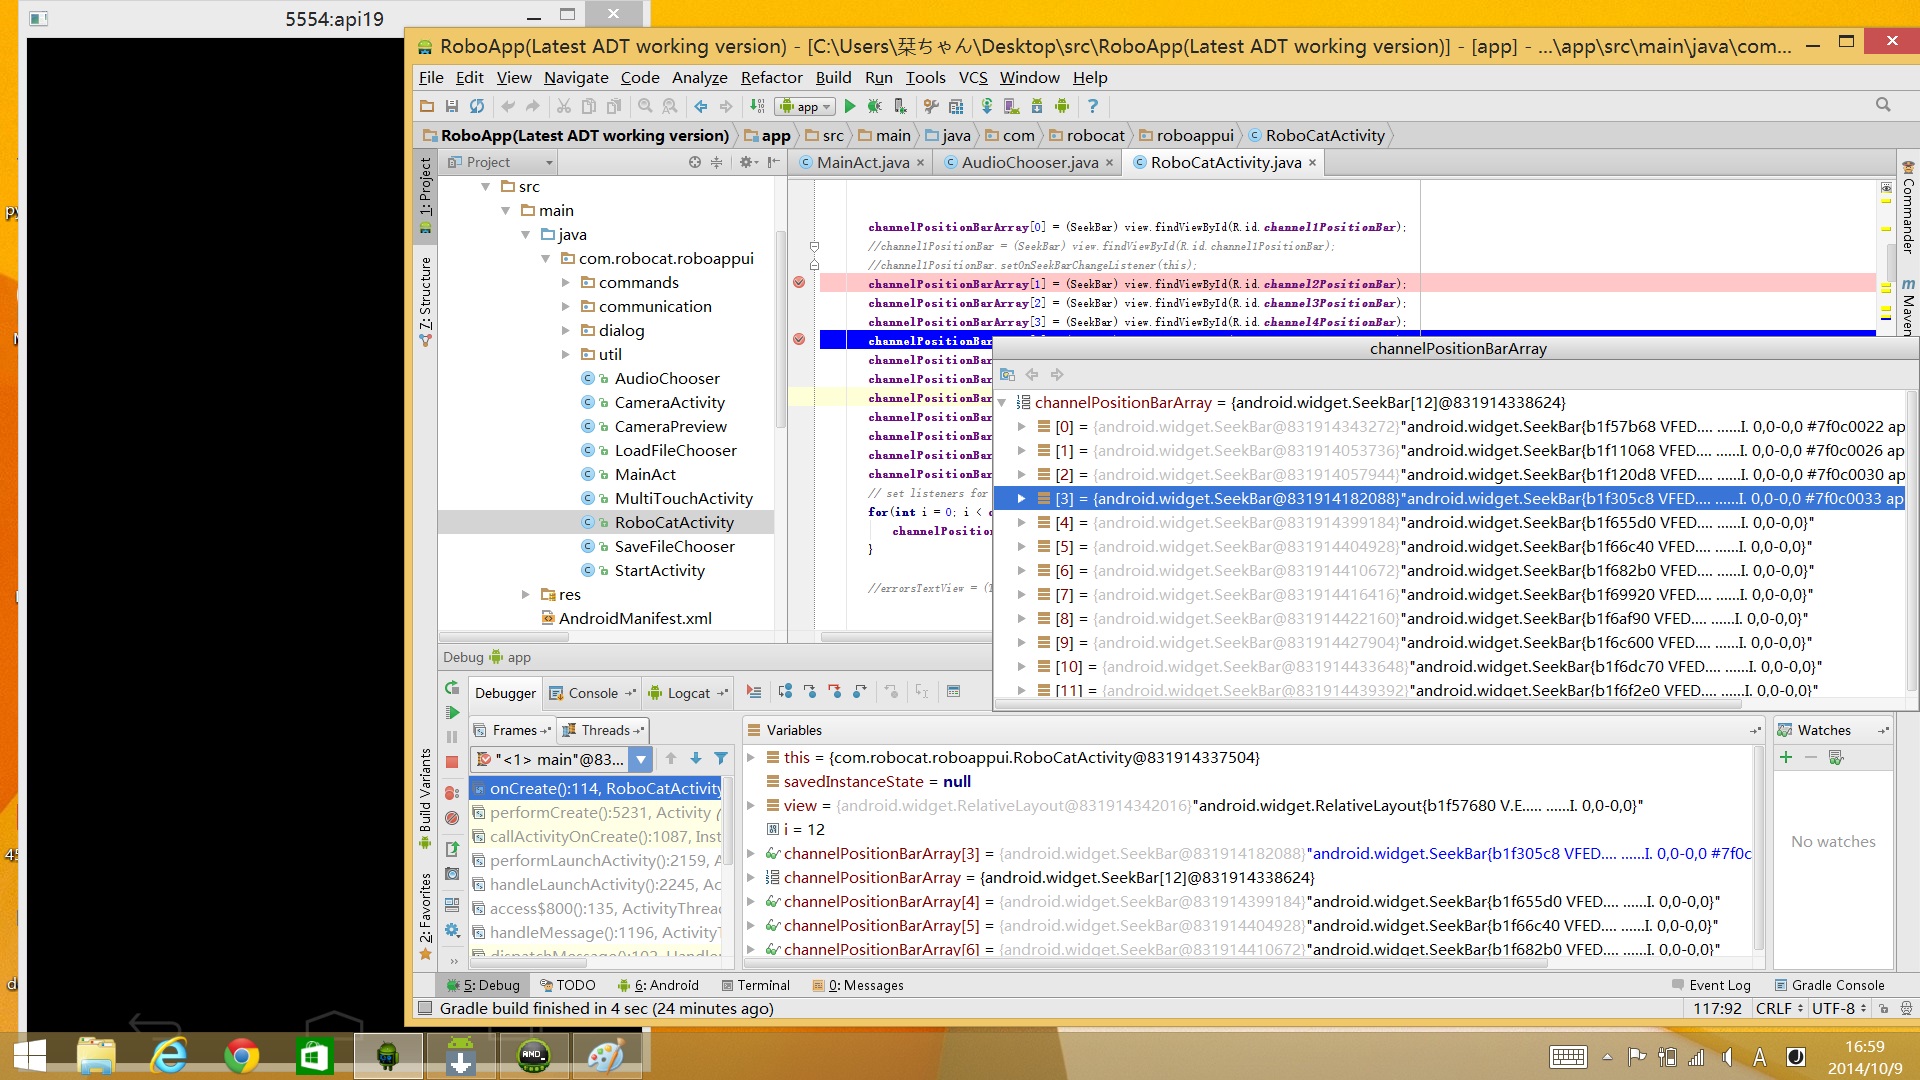 5554:api19
RoboApp(Latest ADT working version) - [C:\Users\栞ちゃん\Desktop\src\RoboApp(Latest ADT working version)] - [app] - ...\app\src\main\java\com...
File Edit View Navigate Code Analyze Refactor Build Run Tools VCS Window Help
app
RoboApp(Latest ADT working version) app src main java com robocat roboappui RoboCatActivity
Project
MainAct.java AudioChooser.java RoboCatActivity.java
1: Project
7: Structure
Build Variants
2: Favorites
Commander
Maven
src
main
java
com.robocat.roboappui
commands
communication
dialog
util
AudioChooser
CameraActivity
CameraPreview
LoadFileChooser
MainAct
MultiTouchActivity
RoboCatActivity
SaveFileChooser
StartActivity
res
AndroidManifest.xml
channelPositionBarArray[0] = (SeekBar) view.findViewById(R.id.channel1PositionBar);
//channel1PositionBar = (SeekBar) view.findViewById(R.id.channel1PositionBar);
//channel1PositionBar.setOnSeekBarChangeListener(this);
channelPositionBarArray[1] = (SeekBar) view.findViewById(R.id.channel2PositionBar);
channelPositionBarArray[2] = (SeekBar) view.findViewById(R.id.channel3PositionBar);
channelPositionBarArray[3] = (SeekBar) view.findViewById(R.id.channel4PositionBar);
channelPositionBar
channelPositionBar
channelPositionBar
channelPositionBar
channelPositionBar
channelPositionBar
channelPositionBar
channelPositionBar
// set listeners for
for(int i = 0; i < c
channelPosition
}
//errorsTextView = (
channelPositionBarArray
channelPositionBarArray = {android.widget.SeekBar[12]@831914338624}
[0] = {android.widget.SeekBar@831914343272}"android.widget.SeekBar{b1f57b68 VFED.... ......I. 0,0-0,0 #7f0c0022 ap
[1] = {android.widget.SeekBar@831914053736}"android.widget.SeekBar{b1f11068 VFED.... ......I. 0,0-0,0 #7f0c0026 ap
[2] = {android.widget.SeekBar@831914057944}"android.widget.SeekBar{b1f120d8 VFED.... ......I. 0,0-0,0 #7f0c0030 ap
[3] = {android.widget.SeekBar@831914182088}"android.widget.SeekBar{b1f305c8 VFED.... ......I. 0,0-0,0 #7f0c0033 ap
[4] = {android.widget.SeekBar@831914399184}"android.widget.SeekBar{b1f655d0 VFED.... ......I. 0,0-0,0}"
[5] = {android.widget.SeekBar@831914404928}"android.widget.SeekBar{b1f66c40 VFED.... ......I. 0,0-0,0}"
[6] = {android.widget.SeekBar@831914410672}"android.widget.SeekBar{b1f682b0 VFED.... ......I. 0,0-0,0}"
[7] = {android.widget.SeekBar@831914416416}"android.widget.SeekBar{b1f69920 VFED.... ......I. 0,0-0,0}"
[8] = {android.widget.SeekBar@831914422160}"android.widget.SeekBar{b1f6af90 VFED.... ......I. 0,0-0,0}"
[9] = {android.widget.SeekBar@831914427904}"android.widget.SeekBar{b1f6c600 VFED.... ......I. 0,0-0,0}"
[10] = {android.widget.SeekBar@831914433648}"android.widget.SeekBar{b1f6dc70 VFED.... ......I. 0,0-0,0}"
[11] = {android.widget.SeekBar@831914439392}"android.widget.SeekBar{b1f6f2e0 VFED.... ......I. 0,0-0,0}"
Debug app
Debugger Console Logcat
Frames Threads
"<1> main"@83...
onCreate():114, RoboCatActivity
performCreate():5231, Activity (
callActivityOnCreate():1087, Inst
performLaunchActivity():2159, A
handleLaunchActivity():2245, Ac
access$800():135, ActivityThrea
handleMessage():1196, ActivityT
dispatchMessage():102, Handler
Variables
this = {com.robocat.roboappui.RoboCatActivity@831914337504}
savedInstanceState = null
view = {android.widget.RelativeLayout@831914342016}"android.widget.RelativeLayout{b1f57680 V.E..... ......I. 0,0-0,0}"
i = 12
channelPositionBarArray[3] = {android.widget.SeekBar@831914182088}"android.widget.SeekBar{b1f305c8 VFED.... ......I. 0,0-0,0 #7f0c
channelPositionBarArray = {android.widget.SeekBar[12]@831914338624}
channelPositionBarArray[4] = {android.widget.SeekBar@831914399184}"android.widget.SeekBar{b1f655d0 VFED.... ......I. 0,0-0,0}"
channelPositionBarArray[5] = {android.widget.SeekBar@831914404928}"android.widget.SeekBar{b1f66c40 VFED.... ......I. 0,0-0,0}"
channelPositionBarArray[6] = {android.widget.SeekBar@831914410672}"android.widget.SeekBar{b1f682b0 VFED.... ......I. 0,0-0,0}"
Watches
No watches
5: Debug TODO 6: Android Terminal 0: Messages Event Log Gradle Console
Gradle build finished in 4 sec (24 minutes ago) 117:92 CRLF UTF-8
AND_
A
16:59
2014/10/9